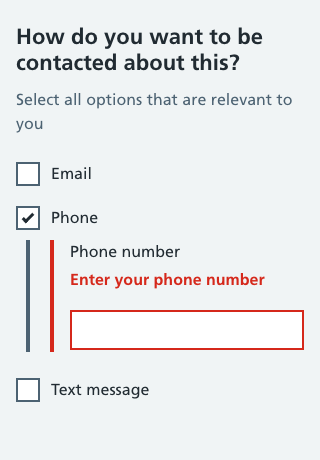 How do you want to be
contacted about this?
Select all options that are relevant to
you
Email
Phone
Phone number
Enter your phone number
Text message